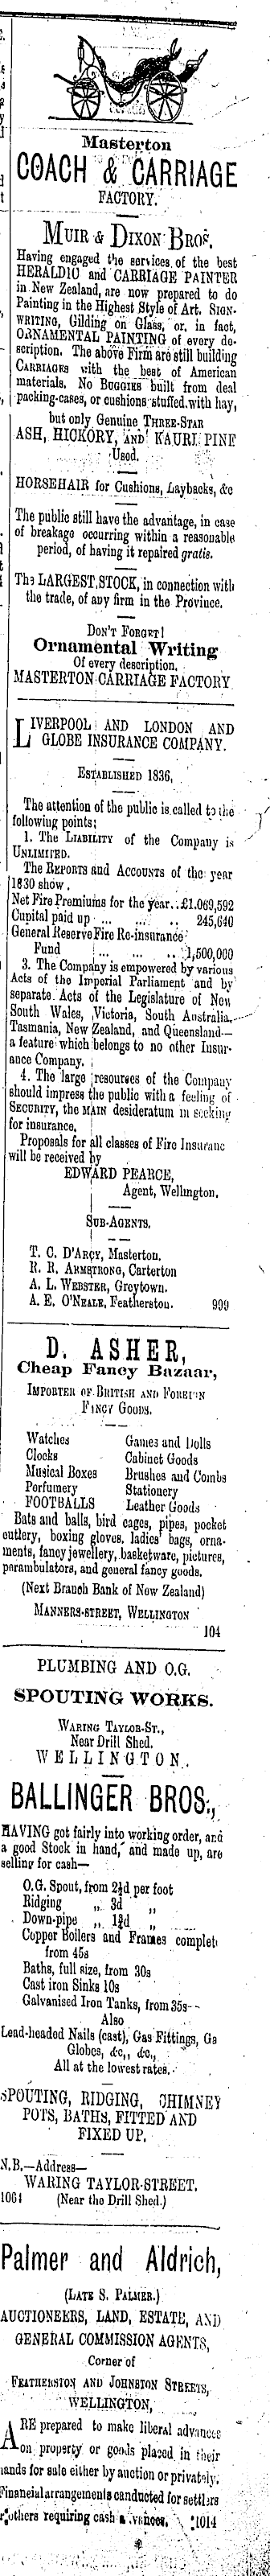 Masterton
COACH & CARRIAGE
FACTORY.
MUIR & DIXON BROS.
Having engaged the services of the best
HERALDIC and CARRIAGE PAINTER
in New Zealand, are now prepared to do
Painting in the Highest Style of Art. SIGN-
WRITING, Gilding on Glass, or, in fact,
ORNAMENTAL PAINTING of every de-
scription. The above Firm are still building
CARRIAGES with the best of American
materials. No BUGGIES built from deal
packing-cases, or cushions stuffed with hay,
but only Genuine THREE-STAR
ASH, HICKORY, AND KAURI PINE
Used.
HORSEHAIR for Cushions, Laybacks, &c
The public still have the advantage, in case
of breakage occurring within a reasonable
period, of having it repaired gratis.
The LARGEST STOCK, in connection with
the trade, of any firm in the Province.
DON'T FORGET!
Ornamental Writing
Of every description,
MASTERTON CARRIAGE FACTORY
LIVERPOOL AND LONDON AND
GLOBE INSURANCE COMPANY.
ESTABLISHED 1836,
The attention of the public is called to the
following points;
1. The LIABILITY of the Company is
UNLIMITED.
The REPORTS and ACCOUNTS of the year
1830 show.
Net Fire Premiums for the year..£1,069,592
Capital paid up ... ... .. 245,640
General Reserve Fire Re-insurance
Fund ... ... .. 1,500,000
3. The Company is empowered by various
Acts of the Imperial Parliament and by
separate Acts of the Legislature of New
South Wales, Victoria, South Australia,
Tasmania, New Zealand, and Queensland—
a feature which belongs to no other Insur-
ance Company.
4. The large resources of the Company
should impress the public with a feeling of
SECURITY, the MAIN desideratum in seeking
for insurance.
Proposals for all classes of Fire Insuranc
will be received by
EDWARD PEARCE,
Agent, Wellington.
SUB-AGENTS.
T. C. D'ARCY, Masterton.
R. R. ARMSTRONG, Carterton
A. L. WEBSTER, Greytown.
A. E. O'NEALE, Featherston. 999
D. ASHER,
Cheap Fancy Bazaar,
IMPORTER OF BRITISH AND FOREIGN
FANCY GOODS.
Watches Games and Dolls
Clocks Cabinet Goods
Musical Boxes Brushes and Combs
Perfumery Stationery
FOOTBALLS Leather Goods
Bats and balls, bird cages, pipes, pocket
cutlery, boxing gloves, ladies' bags, orna-
ments, fancy jewellery, basketware, pictures,
perambulators, and general fancy goods.
(Next Branch Bank of New Zealand)
MANNERS-STREET, WELLINGTON
104
PLUMBING AND O.G.
SPOUTING WORKS.
WARING TAYLOR-ST.,
Near Drill Shed.
WELLINGTON.
BALLINGER BROS.,
HAVING got fairly into working order, and
a good Stock in hand, and made up, are
selling for cash—
O.G. Spout, from 2½d per foot
Ridging „ 3d „
Down-pipe „ 1¾d „
Copper Boilers and Frames complet
from 45s
Baths, full size, from 30s
Cast iron Sinks 10s
Galvanised Iron Tanks, from 35s--
Also
Lead-headed Nails (cast), Gas Fittings, Ga
Globes, &c., &c.,
All at the lowest rates.
SPOUTING, RIDGING, CHIMNEY
POTS, BATHS, FITTED AND
FIXED UP.
N.B.—Address—
WARING TAYLOR-STREET.
1061 (Near the Drill Shed.)
Palmer and Aldrich,
(LATE S. PALMER.)
AUCTIONEERS, LAND, ESTATE, AND
GENERAL COMMISSION AGENTS,
Corner of
FEATHERSTON AND JOHNSTON STREETS,
WELLINGTON,
ARE prepared to make liberal advances
on property or goods placed in their
hands for sale either by auction or privately.
Financial arrangements conducted for settlers
or others requiring cash 1014